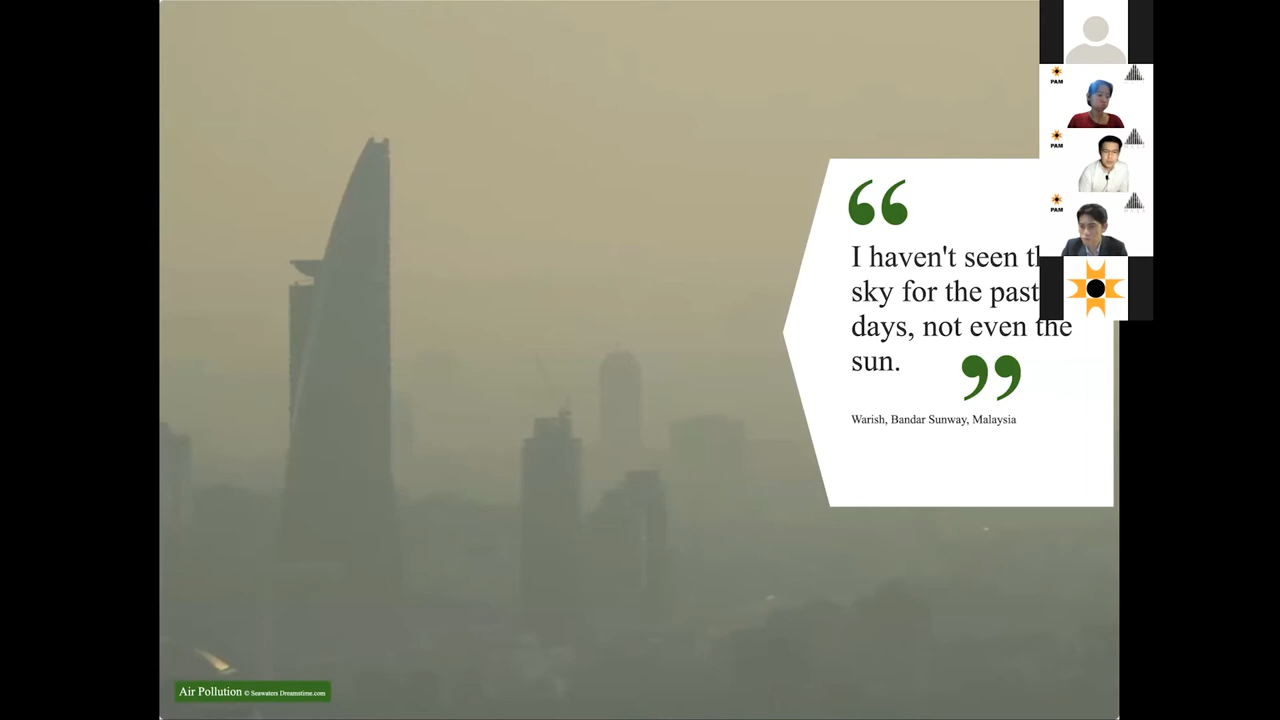 PAM
PAM
PAM
“
I haven't seen th
sky for the past
days, not even the
sun.
”
Warish, Bandar Sunway, Malaysia
Air Pollution © Seawaters Dreamstime.com